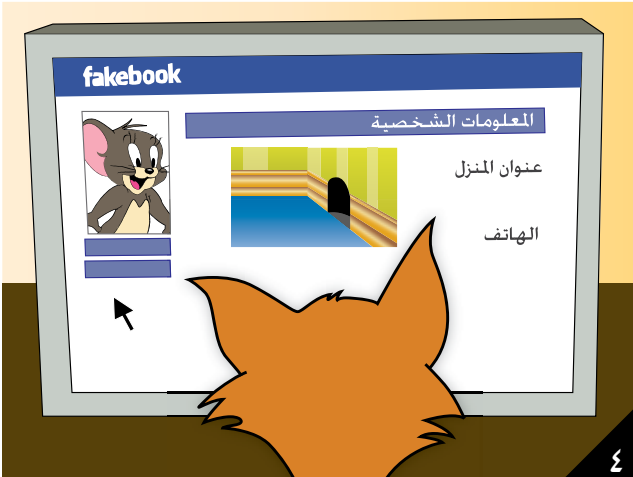 fakebook
المعلومات الشخصية
عنوان المنزل
الهاتف
٤